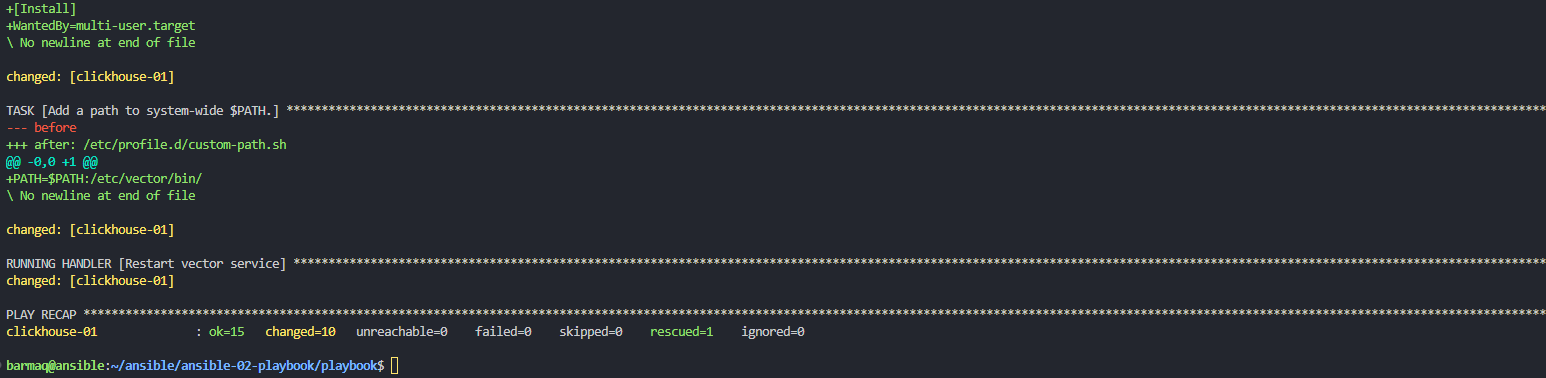 +[Install]
+WantedBy=multi-user.target
\ No newline at end of file
changed: [clickhouse-01]
TASK [Add a path to system-wide $PATH.] ****************************************************************************************************************************************************************************************
--- before
+++ after: /etc/profile.d/custom-path.sh
@@ -0,0 +1 @@
+PATH=$PATH:/etc/vector/bin/
\ No newline at end of file
changed: [clickhouse-01]
RUNNING HANDLER [Restart vector service] ***************************************************************************************************************************************************************************************
changed: [clickhouse-01]
PLAY RECAP *********************************************************************************************************************************************************************************************************************
clickhouse-01              : ok=15   changed=10   unreachable=0    failed=0    skipped=0    rescued=1    ignored=0
barmaq@ansible:~/ansible/ansible-02-playbook/playbook$